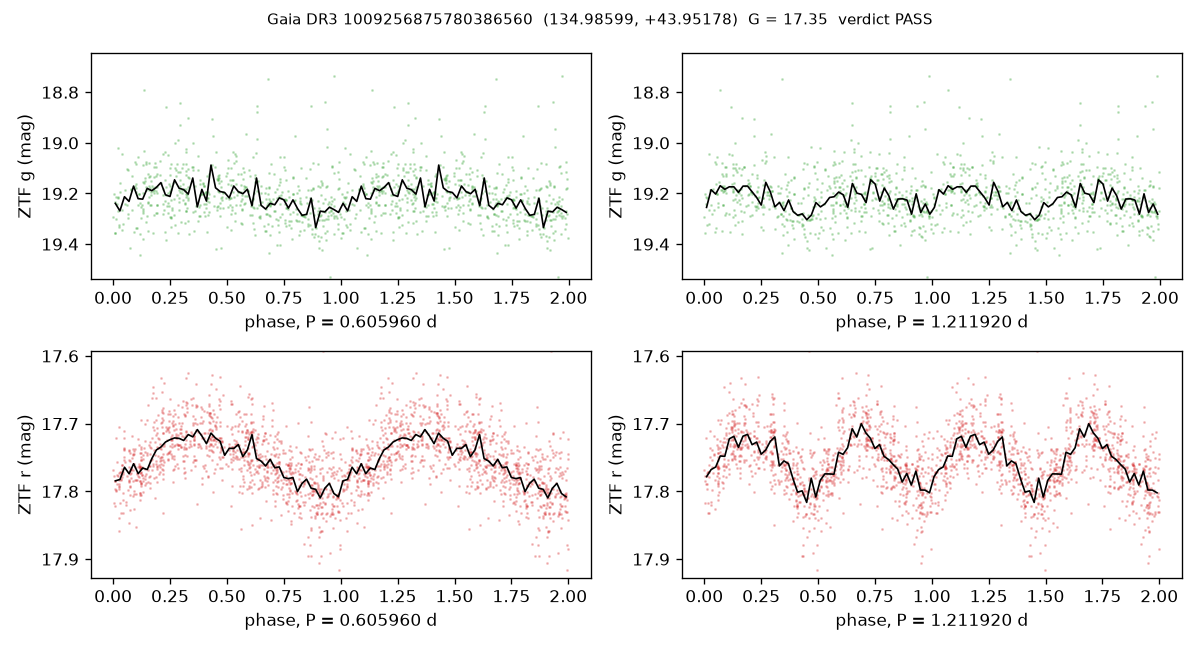 Gaia DR3 1009256875780386560 (134.98599, +43.95178) G = 17.35 verdict PASS
ZTF g (mag)
18.8
19.0
19.2
19.4
0.00 0.25 0.50 0.75 1.00 1.25 1.50 1.75 2.00
phase, P = 0.605960 d
ZTF g (mag)
18.8
19.0
19.2
19.4
0.00 0.25 0.50 0.75 1.00 1.25 1.50 1.75 2.00
phase, P = 1.211920 d
ZTF r (mag)
17.6
17.7
17.8
17.9
0.00 0.25 0.50 0.75 1.00 1.25 1.50 1.75 2.00
phase, P = 0.605960 d
ZTF r (mag)
17.6
17.7
17.8
17.9
0.00 0.25 0.50 0.75 1.00 1.25 1.50 1.75 2.00
phase, P = 1.211920 d